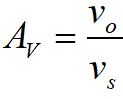 A_V = v_o / v_s